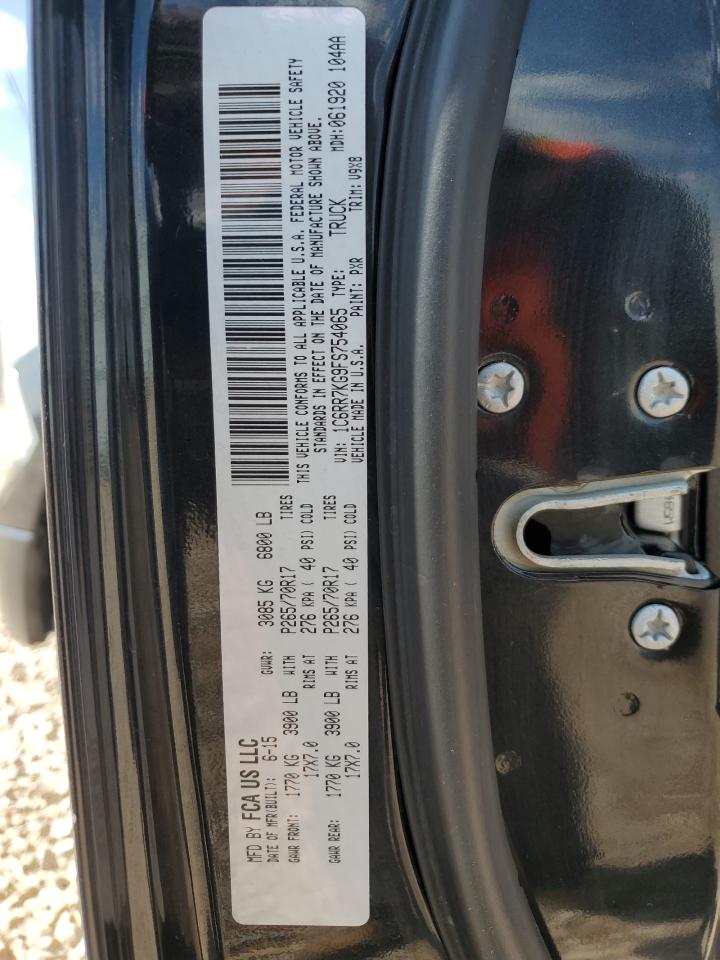 MFD BY FCA US LLC
DATE OF MFR(BUILT): 6-15 GVWR: 3085 KG 6800 LB
GAWR FRONT: 1770 KG 3900 LB WITH P265/70R17 TIRES
17X7.0 RIMS AT 276 KPA ( 40 PSI) COLD
GAWR REAR: 1770 KG 3900 LB WITH P265/70R17 TIRES
17X7.0 RIMS AT 276 KPA ( 40 PSI) COLD
THIS VEHICLE CONFORMS TO ALL APPLICABLE U.S.A. FEDERAL MOTOR VEHICLE SAFETY
STANDARDS IN EFFECT ON THE DATE OF MANUFACTURE SHOWN ABOVE.
VIN: 1C6RR7KG9FS754065 TYPE: TRUCK MDH:061920 104AA
VEHICLE MADE IN U.S.A. PAINT: PXR TRIM: V9X8